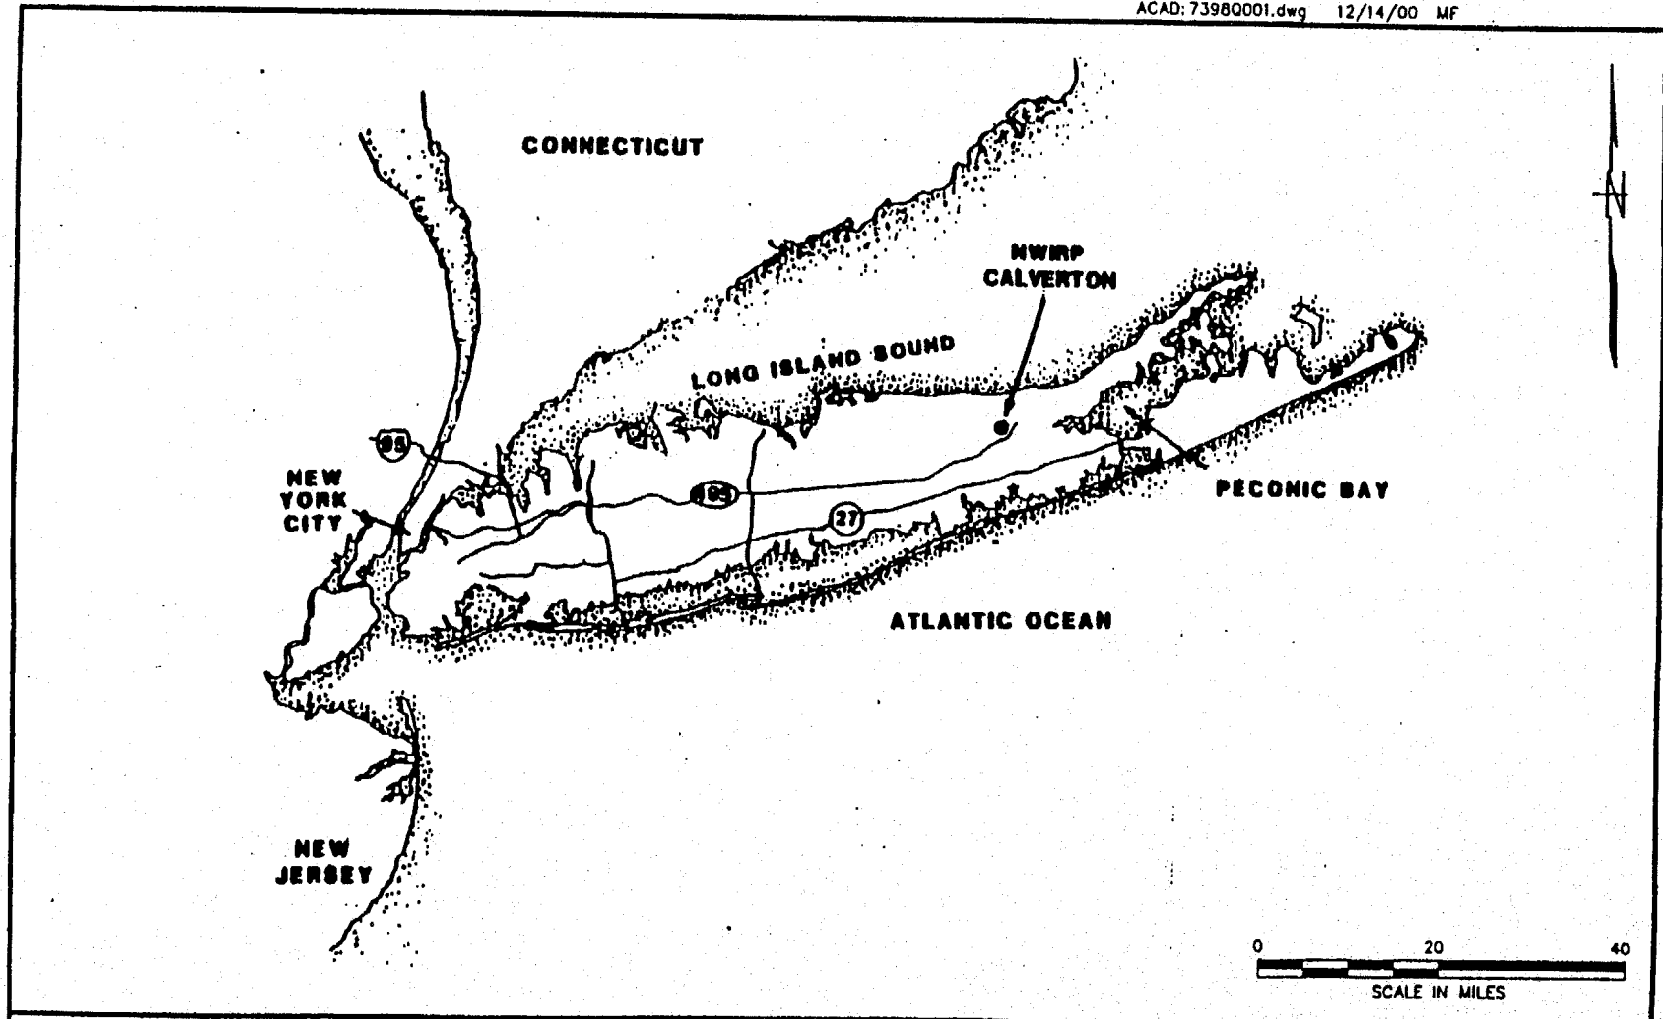 ACAD: 73980001.dwg 12/14/00 MF
CONNECTICUT
N
NWIRP
CALVERTON
LONG ISLAND SOUND
95
NEW
YORK
CITY
495
27
PECONIC BAY
ATLANTIC OCEAN
NEW
JERSEY
0 20 40
SCALE IN MILES